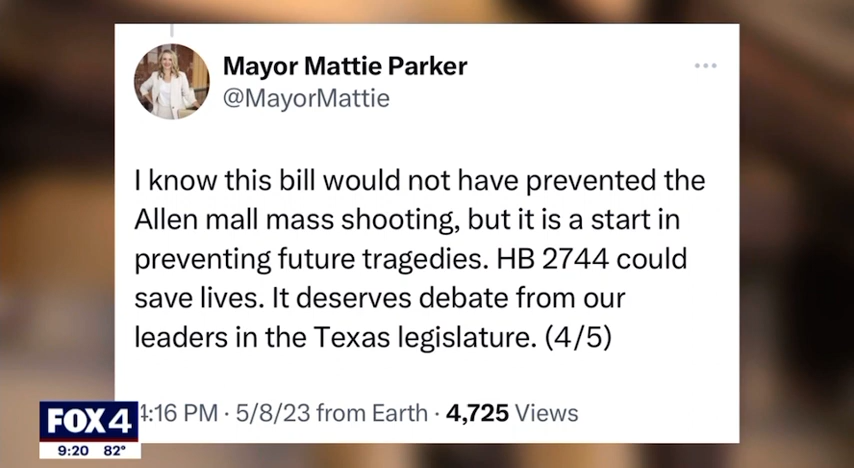 Mayor Mattie Parker
@MayorMattie
I know this bill would not have prevented the
Allen mall mass shooting, but it is a start in
preventing future tragedies. HB 2744 could
save lives. It deserves debate from our
leaders in the Texas legislature. (4/5)
4:16 PM · 5/8/23 from Earth · 4,725 Views
FOX 4
9:20 82°